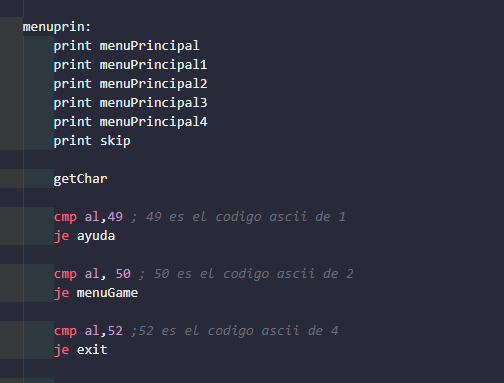 menuprin:
print menuPrincipal
print menuPrincipal1
print menuPrincipal2
print menuPrincipal3
print menuPrincipal4
print skip
getChar
cmp al,49 ; 49 es el codigo ascii de 1
je ayuda
cmp al, 50 ; 50 es el codigo ascii de 2
je menuGame
cmp al,52 ;52 es el codigo ascii de 4
je exit